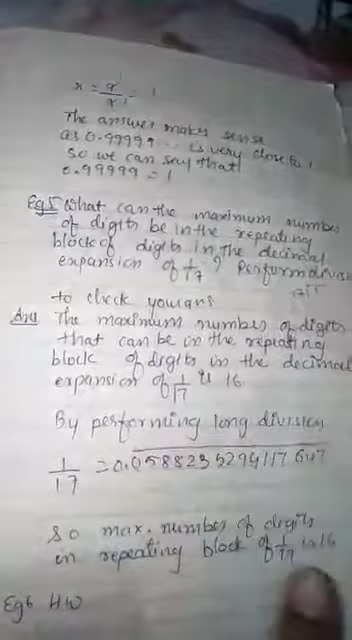 x = 9/9 = 1
The answer makes sense
as 0.99999... is very close to 1
So we can say that
0.99999 = 1
Eg5 What can the maximum number
of digits be in the repeating
block of digits in the decimal
expansion of 1/17 ? Perform division
to check your ans
Ans The maximum number of digits
that can be in the repeating
block of digits in the decimal
expansion of 1/17 is 16
By performing long division
1/17 = 0.0588235294117647
So max. number of digits
in repeating block of 1/17 is 16
Eg6 HW